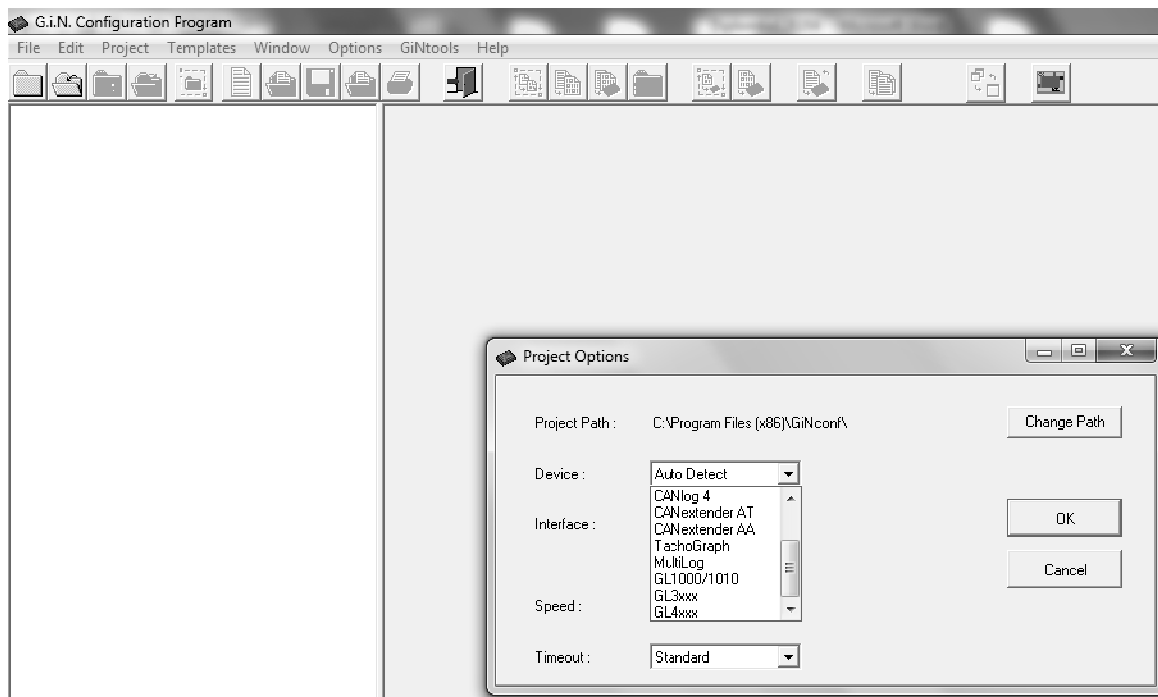 G.i.N. Configuration Program
File Edit Project Templates Window Options GiNtools Help
Project Options
Project Path : C:\Program Files (x86)\GiNconf\ Change Path
Device : Auto Detect
CANlog 4
CANextender AT
CANextender AA
TachoGraph
MultiLog
GL1000/1010
GL3xxx
GL4xxx
Interface :
OK
Cancel
Speed :
Timeout : Standard